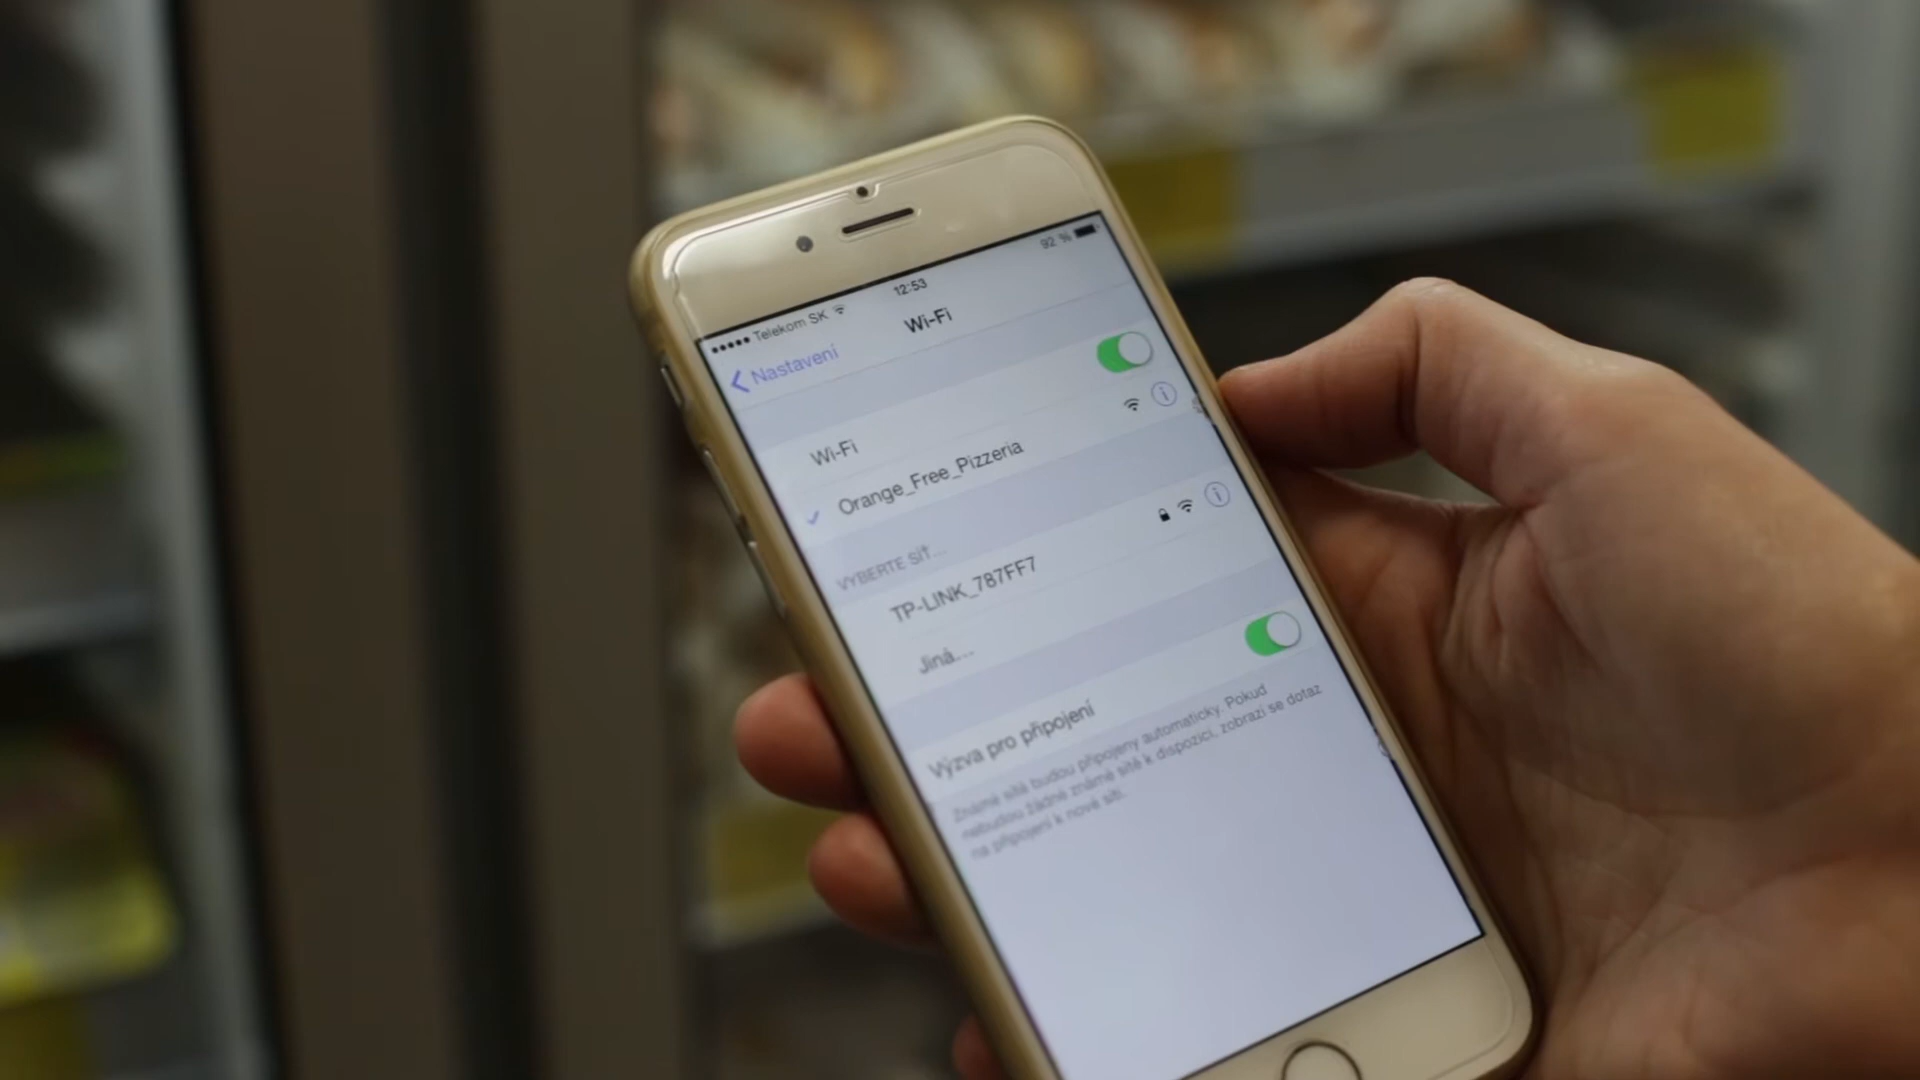 Telekom SK 12:53 92 %
Nastavení Wi-Fi
Wi-Fi
Orange_Free_Pizzeria
VYBERTE SÍŤ...
TP-LINK_787FF7
Jiná...
Výzva pro připojení
Známé sítě budou připojeny automaticky. Pokud
nebudou žádné známé sítě k dispozici, zobrazí se dotaz
na připojení k nové síti.